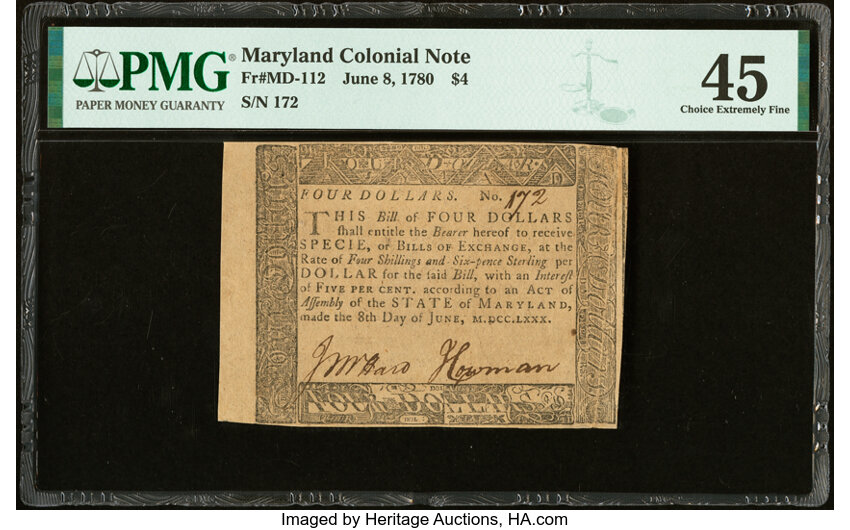 PMG®
PAPER MONEY GUARANTY
Maryland Colonial Note
Fr#MD-112 June 8, 1780 $4
S/N 172
45
Choice Extremely Fine
FOUR DOLLARS. No. 172
THIS Bill of FOUR DOLLARS
ſhall entitle the Bearer hereof to receive
SPECIE, or BILLS OF EXCHANGE, at the
Rate of Four Shillings and Six-pence Sterling per
DOLLAR for the ſaid Bill, with an Intereſt
of FIVE PER CENT. according to an ACT of
Aſſembly of the STATE of MARYLAND,
made the 8th Day of JUNE, M.DCC.LXXX.
Imaged by Heritage Auctions, HA.com